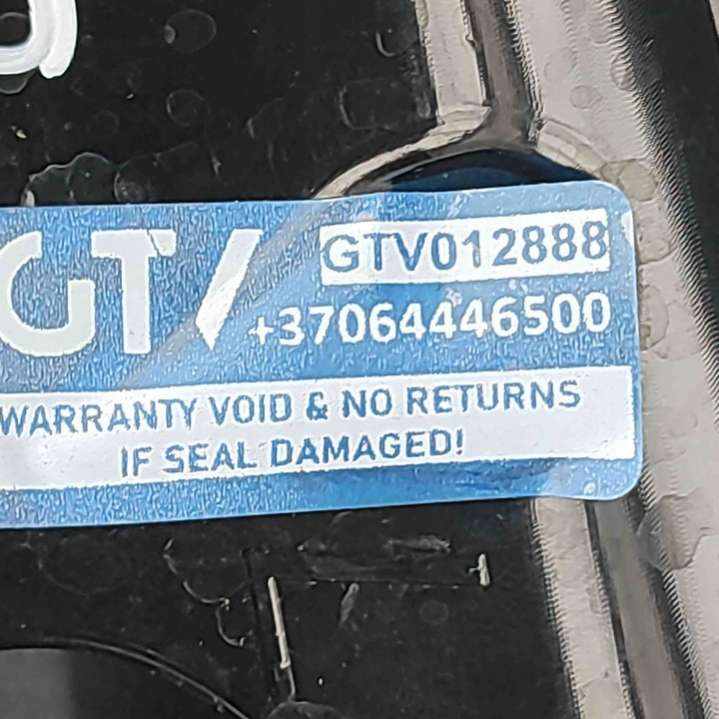 GTV
GTV012888
+37064446500
WARRANTY VOID & NO RETURNS
IF SEAL DAMAGED!